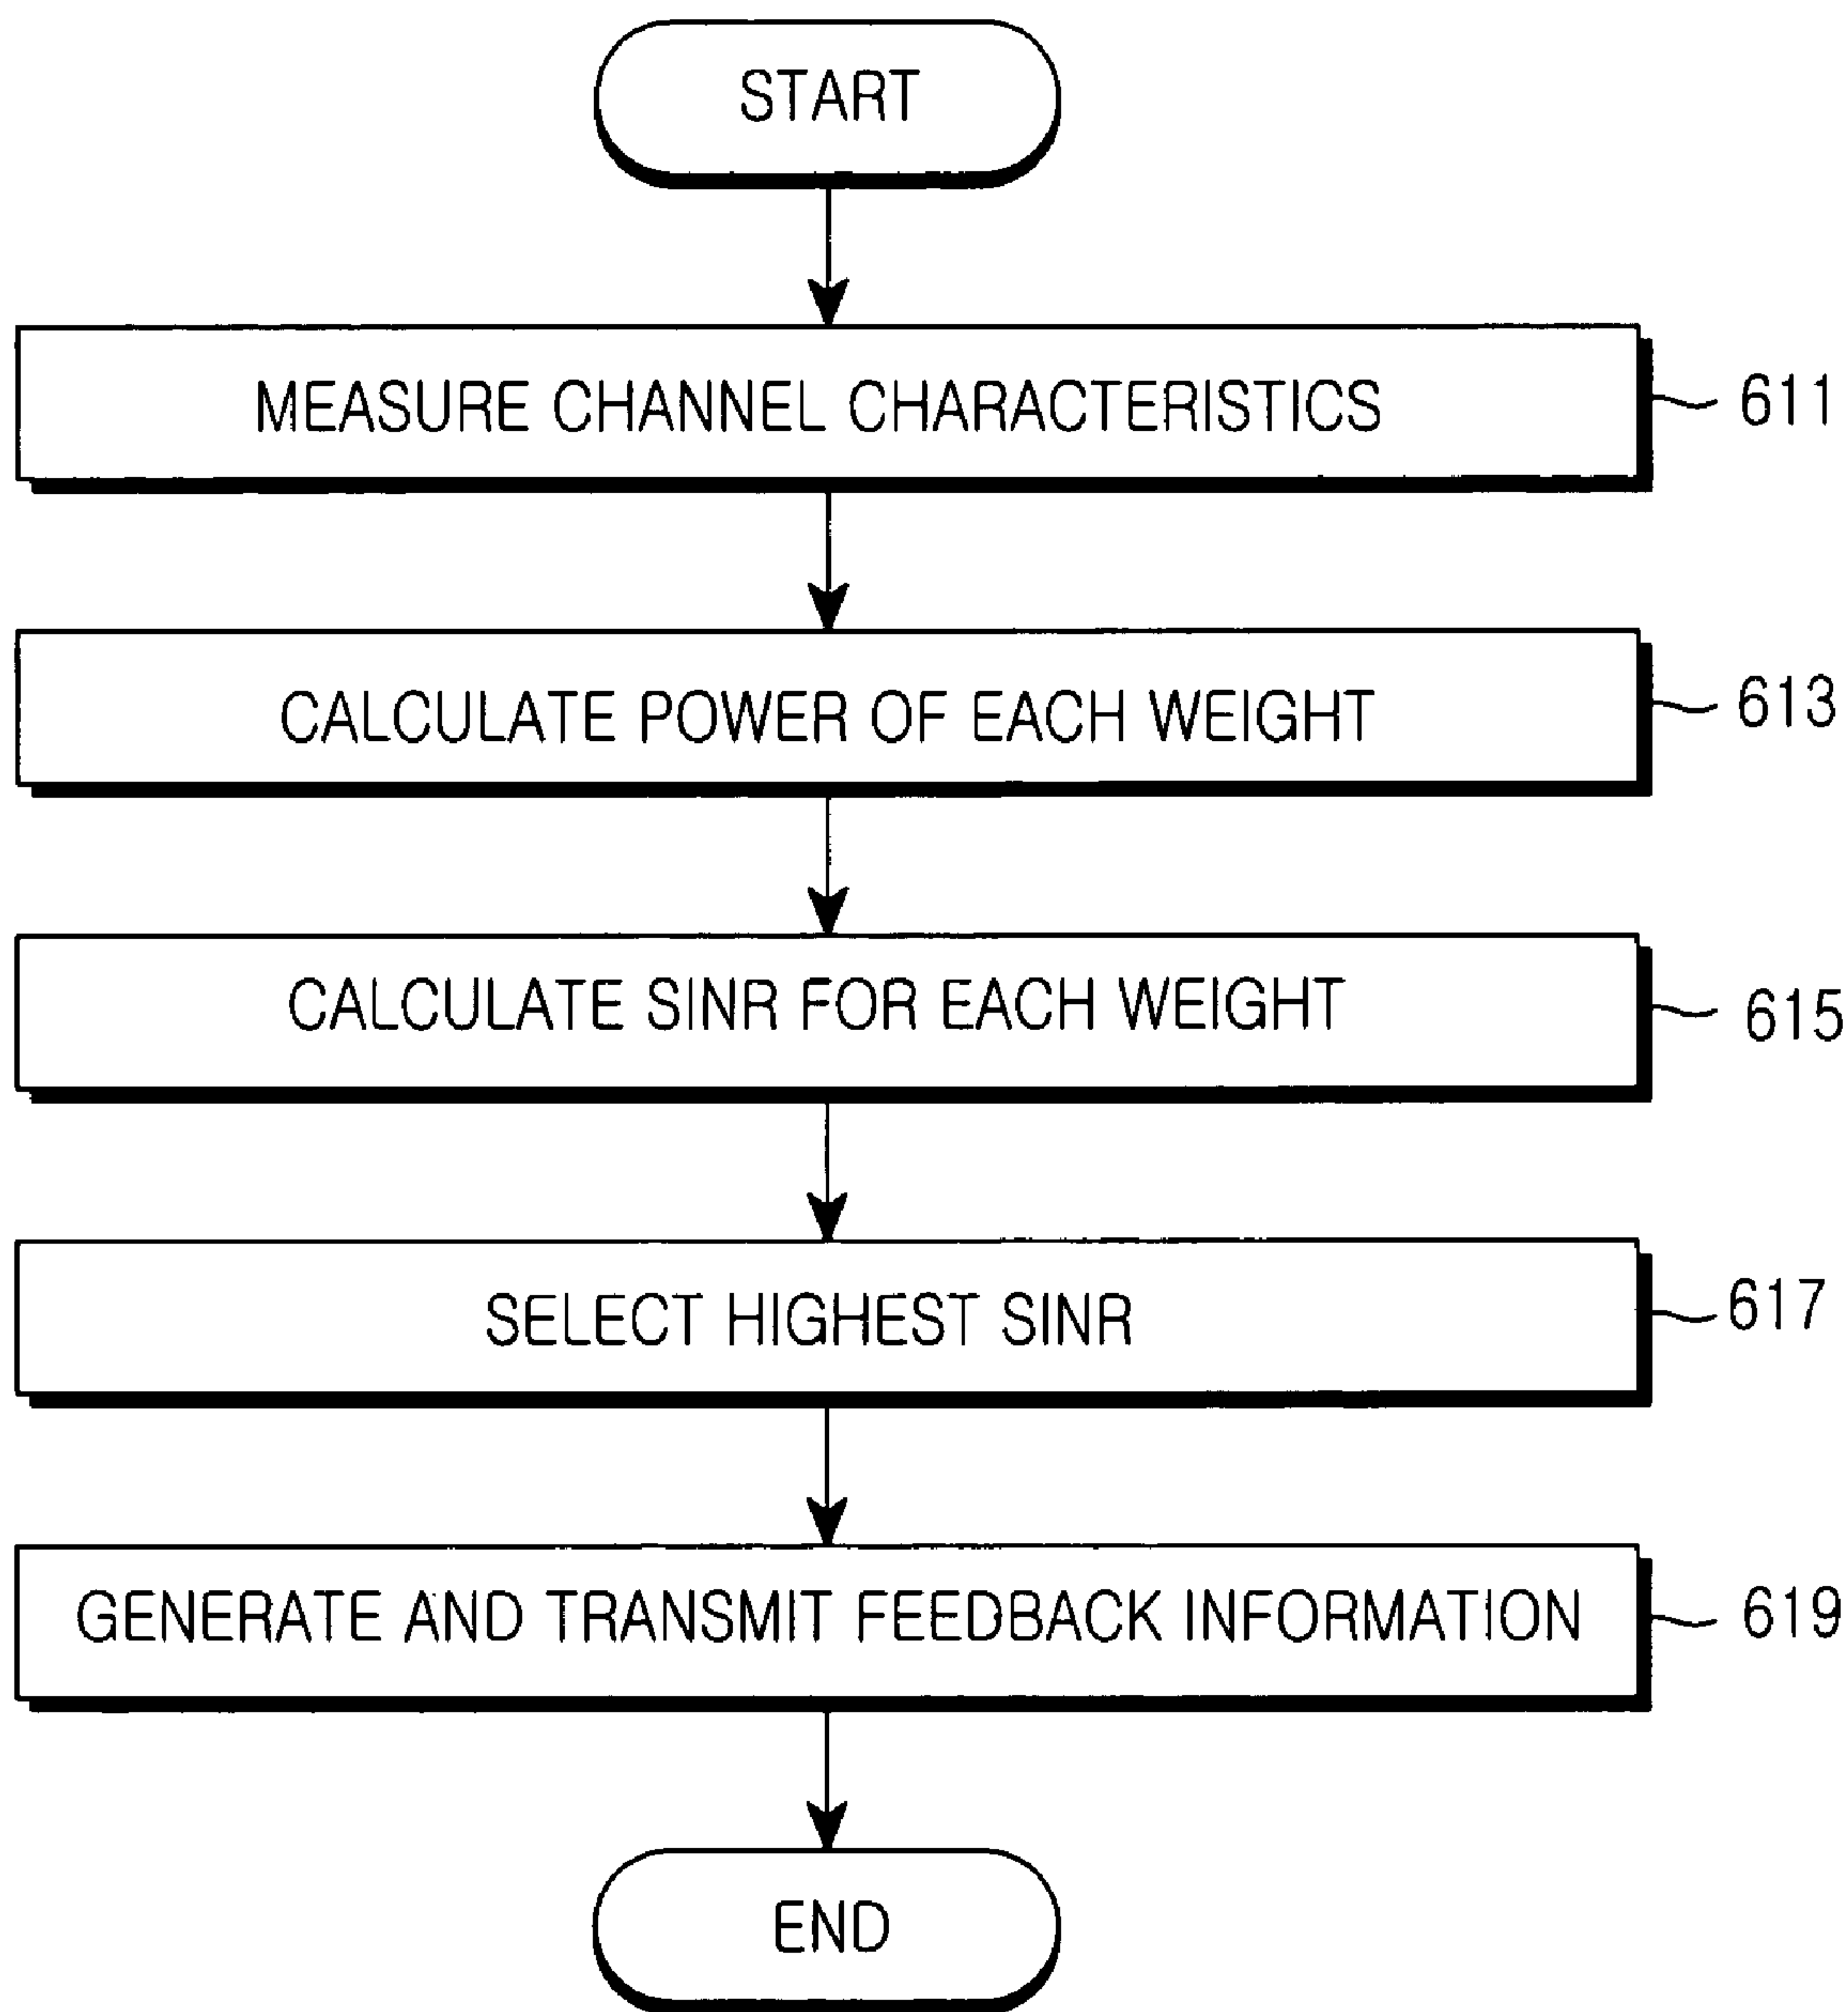 START
MEASURE CHANNEL CHARACTERISTICS
611
CALCULATE POWER OF EACH WEIGHT
613
CALCULATE SINR FOR EACH WEIGHT
615
SELECT HIGHEST SINR
617
GENERATE AND TRANSMIT FEEDBACK INFORMATION
619
END